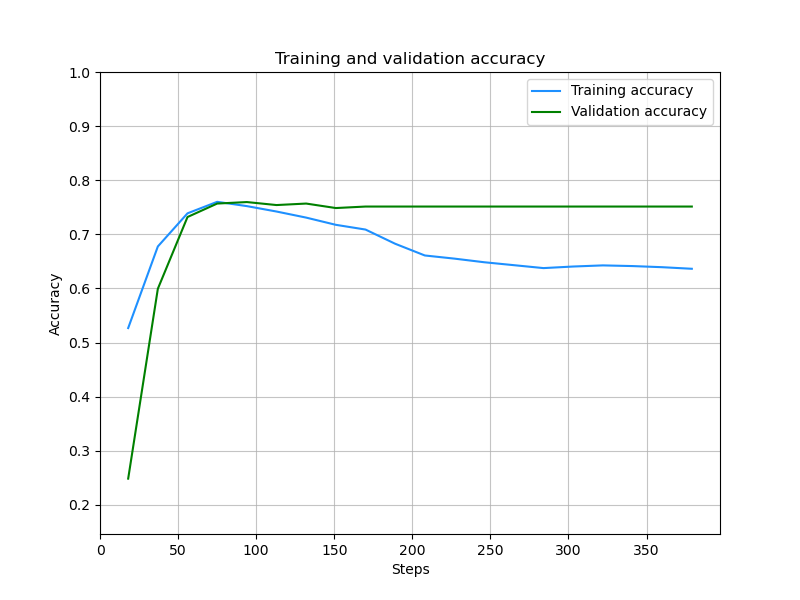 Training and validation accuracy
1.0
0.9
0.8
0.7
0.6
0.5
0.4
0.3
0.2
Accuracy
Training accuracy
Validation accuracy
0 50 100 150 200 250 300 350
Steps